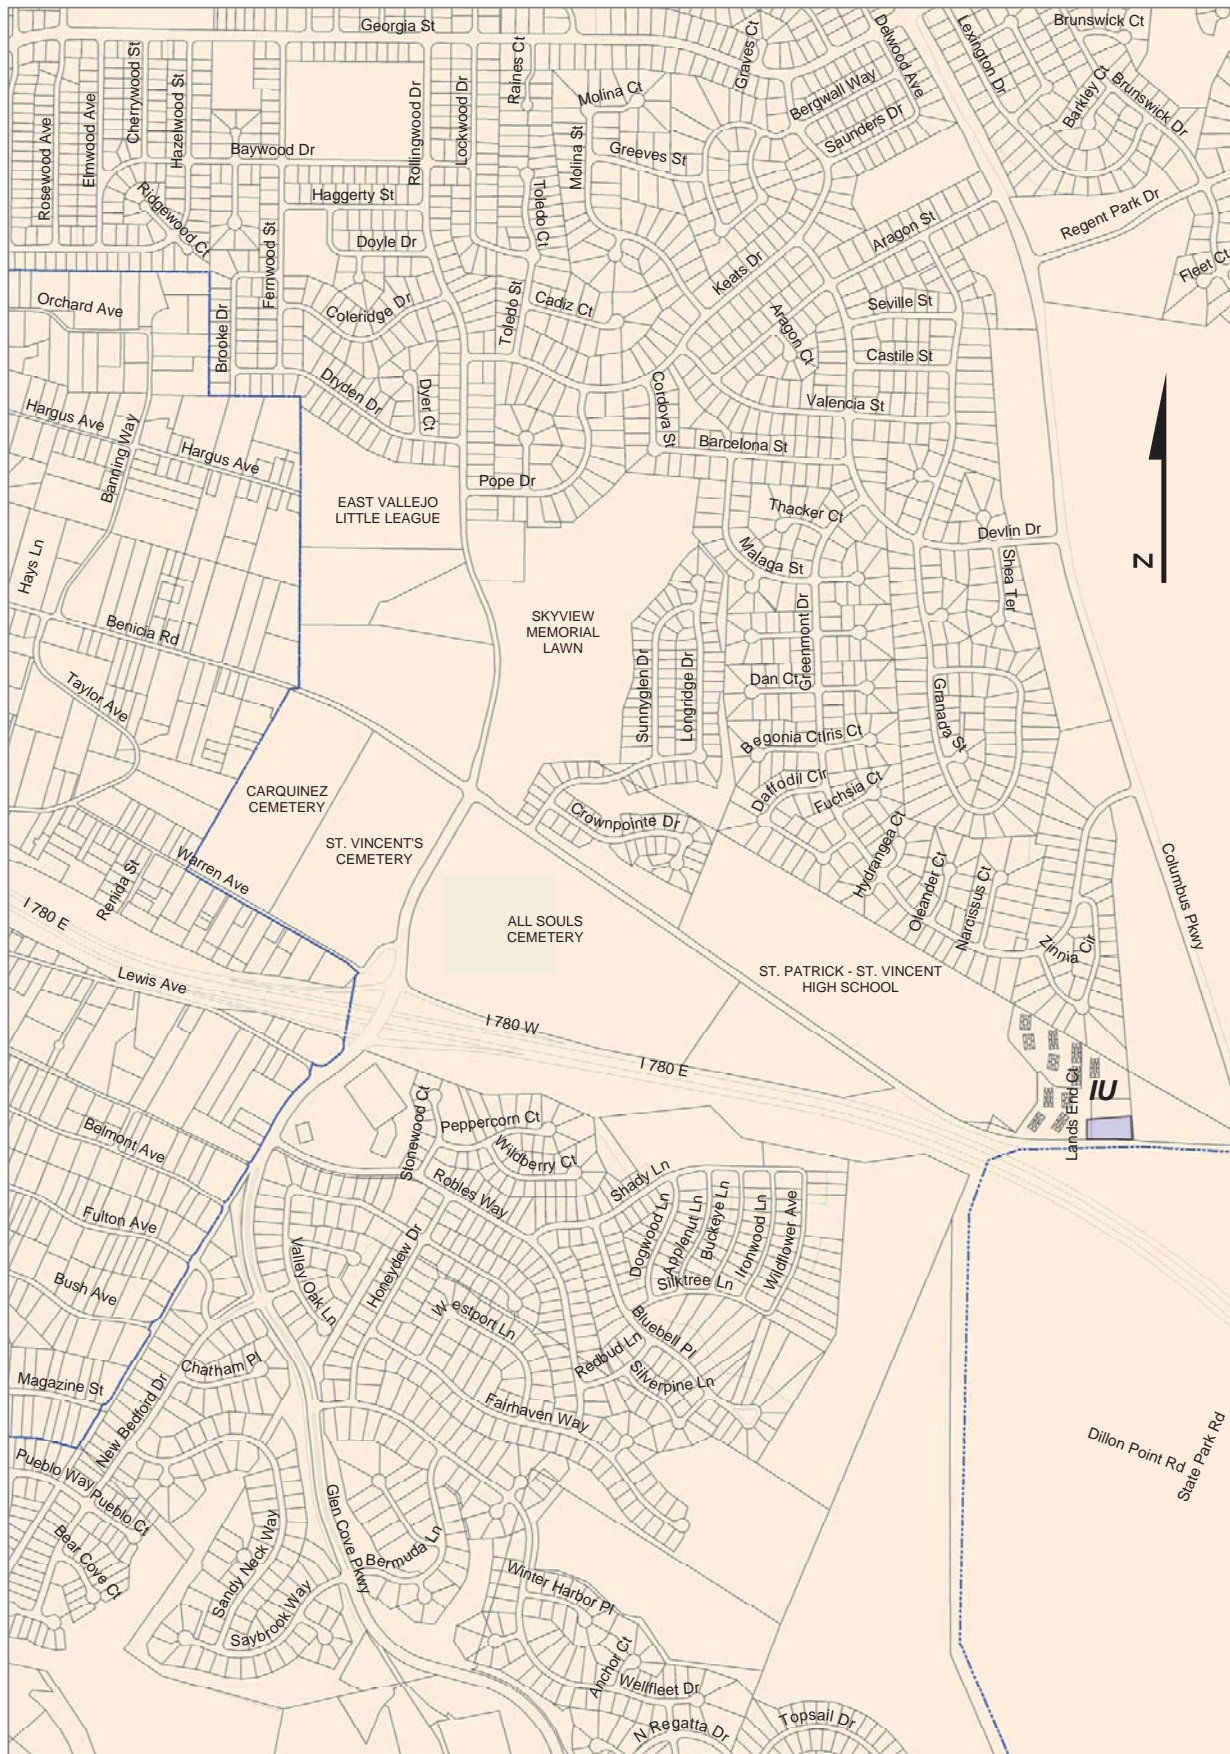 Georgia St
Graves Ct
Delwood Ave
Lexington Dr
Brunswick Ct
Cherrywood St
Hazelwood St
Elmwood Ave
Rosewood Ave
Rollingwood Dr
Lockwood Dr
Raines Ct
Molina Ct
Molina St
Bergwall Way
Saunders Dr
Barkley Ct
Brunswick Dr
Baywood Dr
Greeves St
Haggerty St
Ridgewood Ct
Toledo Ct
Regent Park Dr
Aragon St
Doyle Dr
Fernwood St
Keats Dr
Fleet Ct
Orchard Ave
Brooke Dr
Coleridge Dr
Toledo St
Cadiz Ct
Seville St
Aragon Ct
Castile St
Dryden Dr
Dyer Ct
Cordova St
Valencia St
Hargus Ave
Banning Way
Hargus Ave
Barcelona St
Pope Dr
EAST VALLEJO
LITTLE LEAGUE
Thacker Ct
Devlin Dr
Malaga St
Shea Ter
N
Hays Ln
Benicia Rd
SKYVIEW
MEMORIAL
LAWN
Greenmont Dr
Sunnyglen Dr
Longridge Dr
Dan Ct
Taylor Ave
Granada St
Begonia Ct
Iris Ct
CARQUINEZ
CEMETERY
Daffodil Cir
Fuchsia Ct
Crownpointe Dr
ST. VINCENT'S
CEMETERY
Hydrangea Ct
Warren Ave
Renida St
Oleander Ct
Narcissus Ct
Columbus Pkwy
I 780 E
ALL SOULS
CEMETERY
Zinnia Cir
Lewis Ave
ST. PATRICK - ST. VINCENT
HIGH SCHOOL
I 780 W
I 780 E
Lands End Ct
IU
Stonewood Ct
Peppercorn Ct
Belmont Ave
Wildberry Ct
Shady Ln
Robles Way
Dogwood Ln
Applenut Ln
Buckeye Ln
Ironwood Ln
Wildflower Ave
Fulton Ave
Honeydew Dr
Valley Oak Ln
Silktree Ln
Bush Ave
Westport Ln
Bluebell Pl
Redbud Ln
Silverpine Ln
Chatham Pl
Magazine St
New Bedford Dr
Fairhaven Way
Dillon Point Rd
State Park Rd
Pueblo Way
Pueblo Ct
Bear Cove Ct
Sandy Neck Way
Glen Cove Pkwy
Bermuda Ln
Saybrook Way
Winter Harbor Pl
Anchor Ct
Wellfleet Dr
N Regatta Dr
Topsail Dr